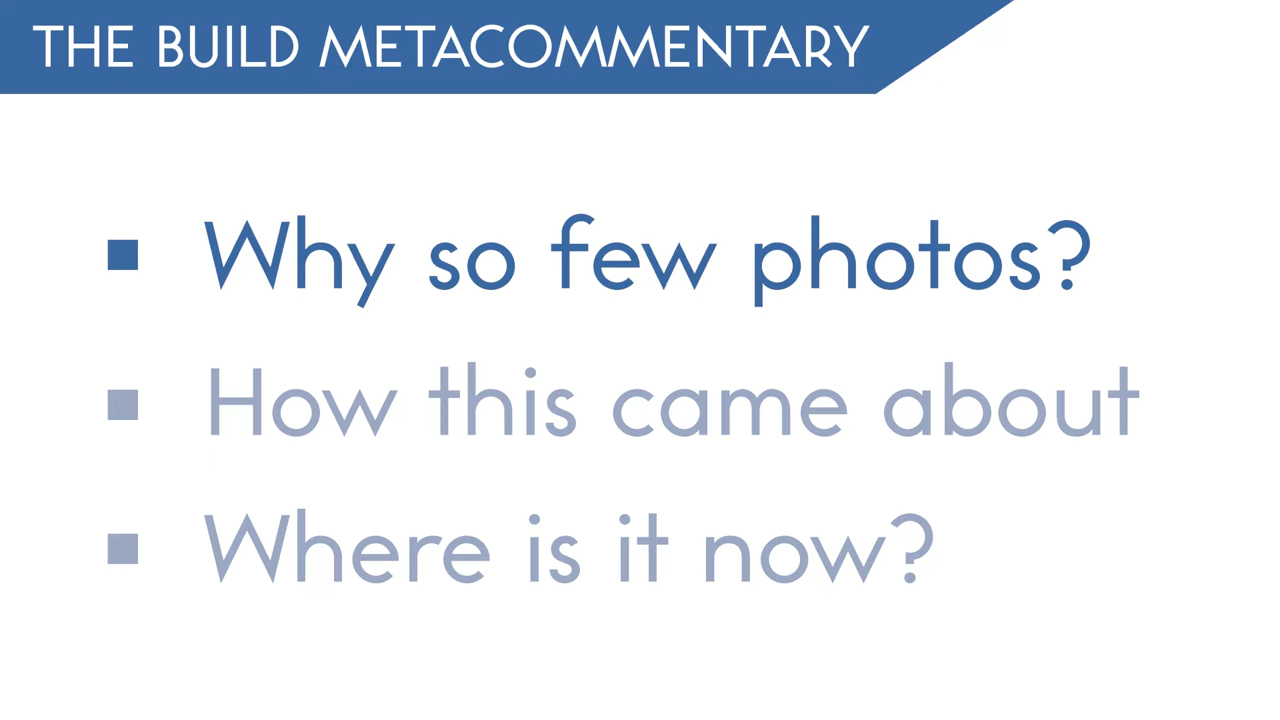 THE BUILD METACOMMENTARY
Why so few photos?
How this came about
Where is it now?